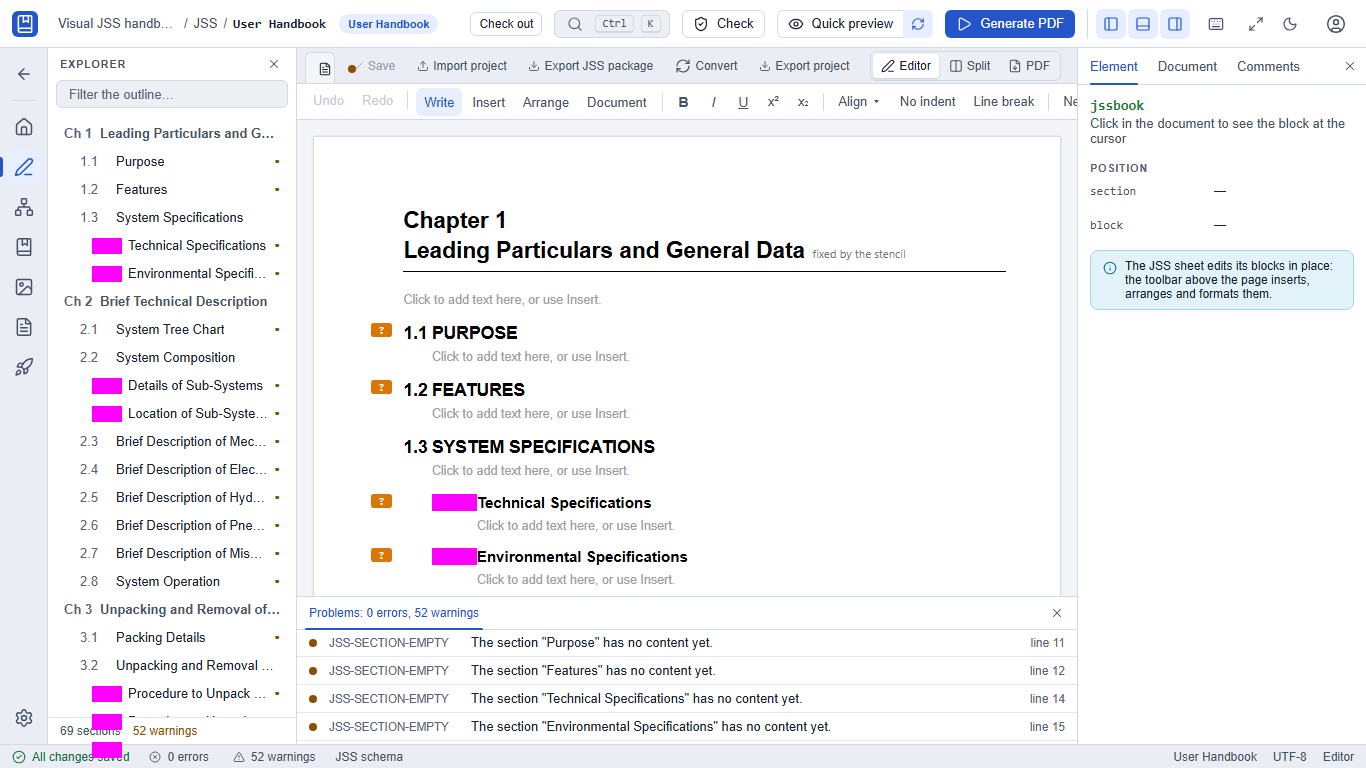 Visual JSS handb… / JSS / User Handbook User Handbook Check out Ctrl K Check Quick preview Generate PDF
EXPLORER
Filter the outline…
Ch 1 Leading Particulars and G…
1.1 Purpose
1.2 Features
1.3 System Specifications
Technical Specifications
Environmental Specifi…
Ch 2 Brief Technical Description
2.1 System Tree Chart
2.2 System Composition
Details of Sub-Systems
Location of Sub-Syste…
2.3 Brief Description of Mec…
2.4 Brief Description of Elec…
2.5 Brief Description of Hyd…
2.6 Brief Description of Pne…
2.7 Brief Description of Mis…
2.8 System Operation
Ch 3 Unpacking and Removal of…
3.1 Packing Details
3.2 Unpacking and Removal …
Procedure to Unpack …
69 sections 52 warnings
Save Import project Export JSS package Convert Export project Editor Split PDF
Undo Redo Write Insert Arrange Document B I U x² x₂ Align No indent Line break Ne
Chapter 1
Leading Particulars and General Data fixed by the stencil
Click to add text here, or use Insert.
? 1.1 PURPOSE
Click to add text here, or use Insert.
? 1.2 FEATURES
Click to add text here, or use Insert.
1.3 SYSTEM SPECIFICATIONS
Click to add text here, or use Insert.
? Technical Specifications
Click to add text here, or use Insert.
? Environmental Specifications
Click to add text here, or use Insert.
Problems: 0 errors, 52 warnings
JSS-SECTION-EMPTY The section "Purpose" has no content yet. line 11
JSS-SECTION-EMPTY The section "Features" has no content yet. line 12
JSS-SECTION-EMPTY The section "Technical Specifications" has no content yet. line 14
JSS-SECTION-EMPTY The section "Environmental Specifications" has no content yet. line 15
Element Document Comments
jssbook
Click in the document to see the block at the
cursor
POSITION
section —
block —
The JSS sheet edits its blocks in place:
the toolbar above the page inserts,
arranges and formats them.
All changes saved 0 errors 52 warnings JSS schema User Handbook UTF-8 Editor